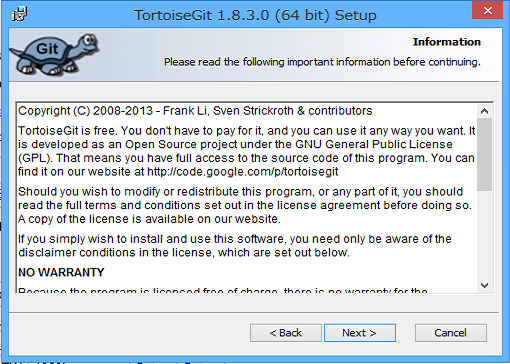 TortoiseGit 1.8.3.0 (64 bit) Setup
Git
Information
Please read the following important information before continuing.
Copyright (C) 2008-2013 - Frank Li, Sven Strickroth & contributors
TortoiseGit is free. You don't have to pay for it, and you can use it any way you want. It
is developed as an Open Source project under the GNU General Public License
(GPL). That means you have full access to the source code of this program. You can
find it on our website at http://code.google.com/p/tortoisegit
Should you wish to modify or redistribute this program, or any part of it, you should
read the full terms and conditions set out in the license agreement before doing so.
A copy of the license is available on our website.
If you simply wish to install and use this software, you need only be aware of the
disclaimer conditions in the license, which are set out below.
NO WARRANTY
Because the program is licensed free of charge, there is no warranty for the
< Back
Next >
Cancel